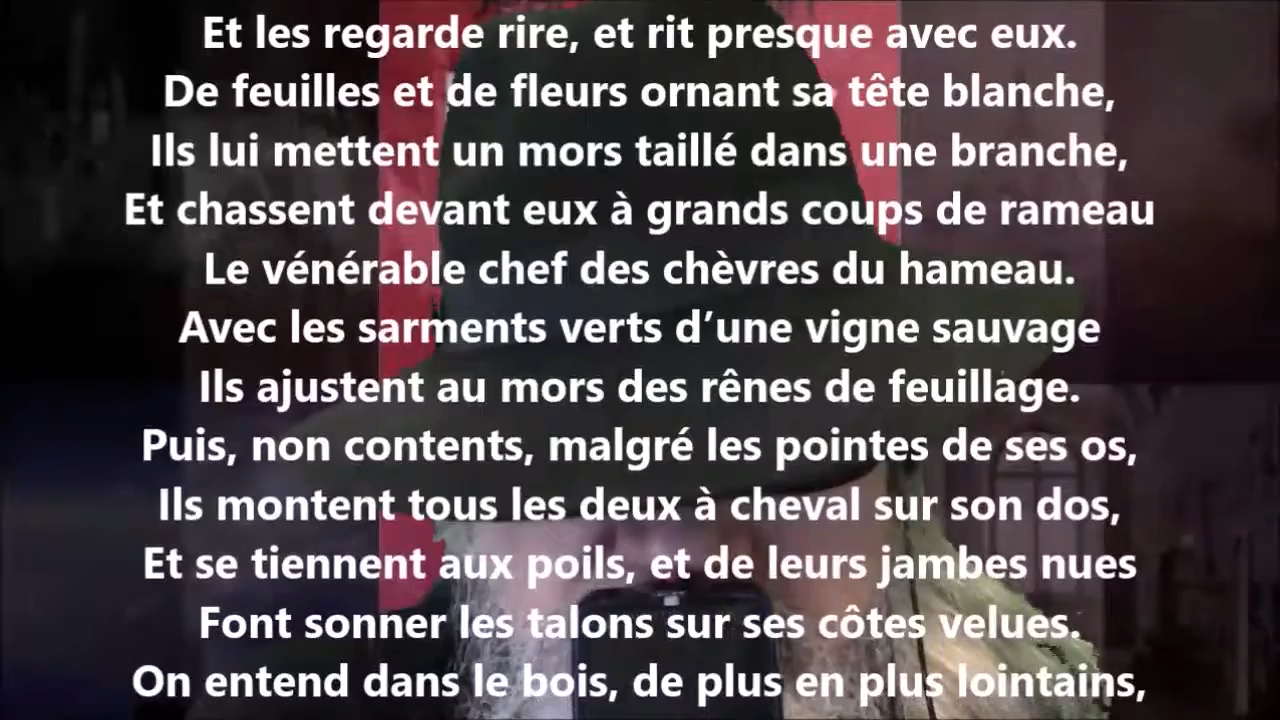 Et les regarde rire, et rit presque avec eux.
De feuilles et de fleurs ornant sa tête blanche,
Ils lui mettent un mors taillé dans une branche,
Et chassent devant eux à grands coups de rameau
Le vénérable chef des chèvres du hameau.
Avec les sarments verts d’une vigne sauvage
Ils ajustent au mors des rênes de feuillage.
Puis, non contents, malgré les pointes de ses os,
Ils montent tous les deux à cheval sur son dos,
Et se tiennent aux poils, et de leurs jambes nues
Font sonner les talons sur ses côtes velues.
On entend dans le bois, de plus en plus lointains,